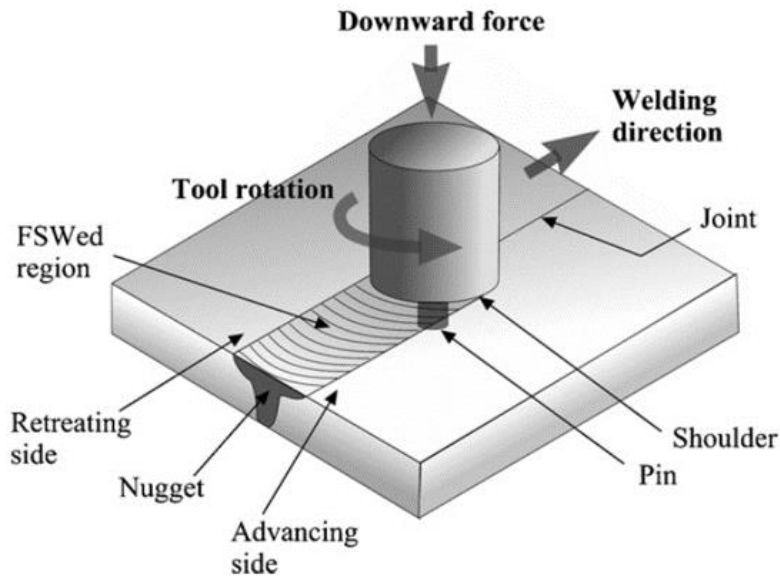 Downward force
Welding
direction
Tool rotation
FSWed
region
Joint
Retreating
side
Nugget
Advancing
side
Pin
Shoulder